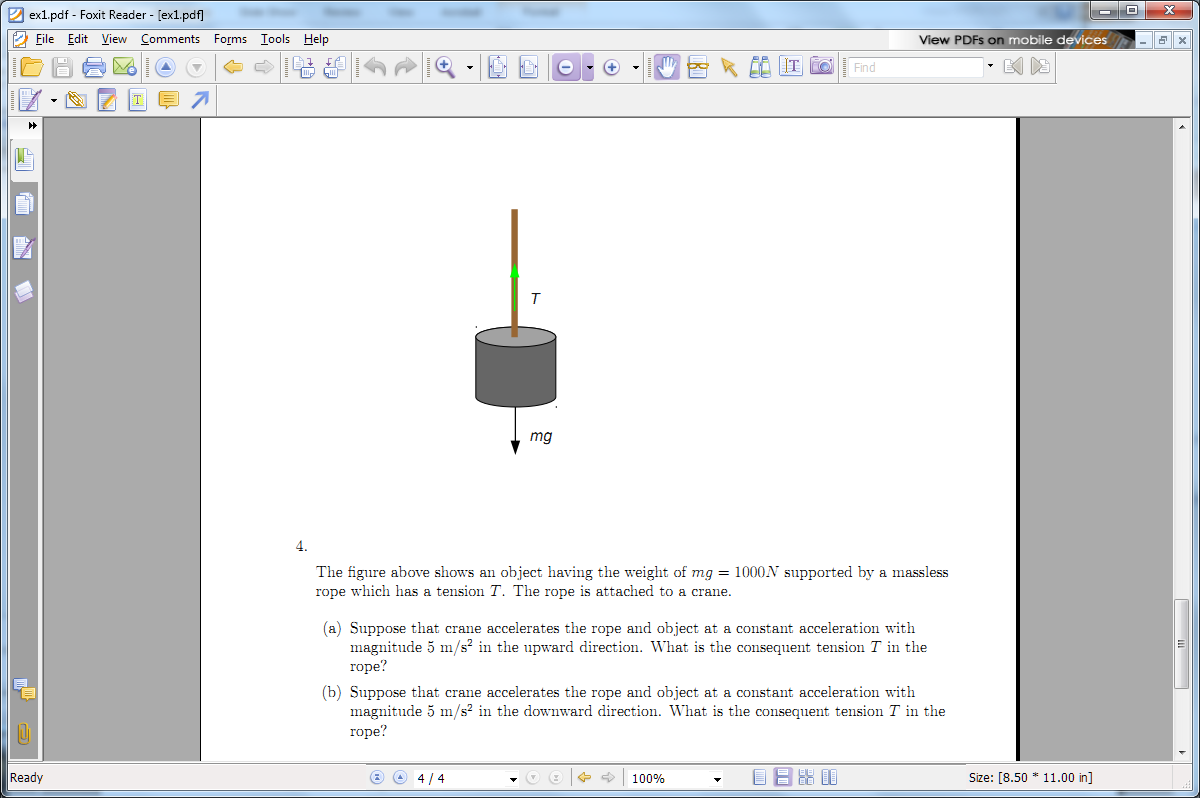 ex1.pdf - Foxit Reader - [ex1.pdf]
File Edit View Comments Forms Tools Help
View PDFs on mobile devices
Find
T
mg
4.
The figure above shows an object having the weight of mg = 1000N supported by a massless
rope which has a tension T. The rope is attached to a crane.
(a) Suppose that crane accelerates the rope and object at a constant acceleration with
magnitude 5 m/s² in the upward direction. What is the consequent tension T in the
rope?
(b) Suppose that crane accelerates the rope and object at a constant acceleration with
magnitude 5 m/s² in the downward direction. What is the consequent tension T in the
rope?
Ready
4 / 4
100%
Size: [8.50 * 11.00 in]